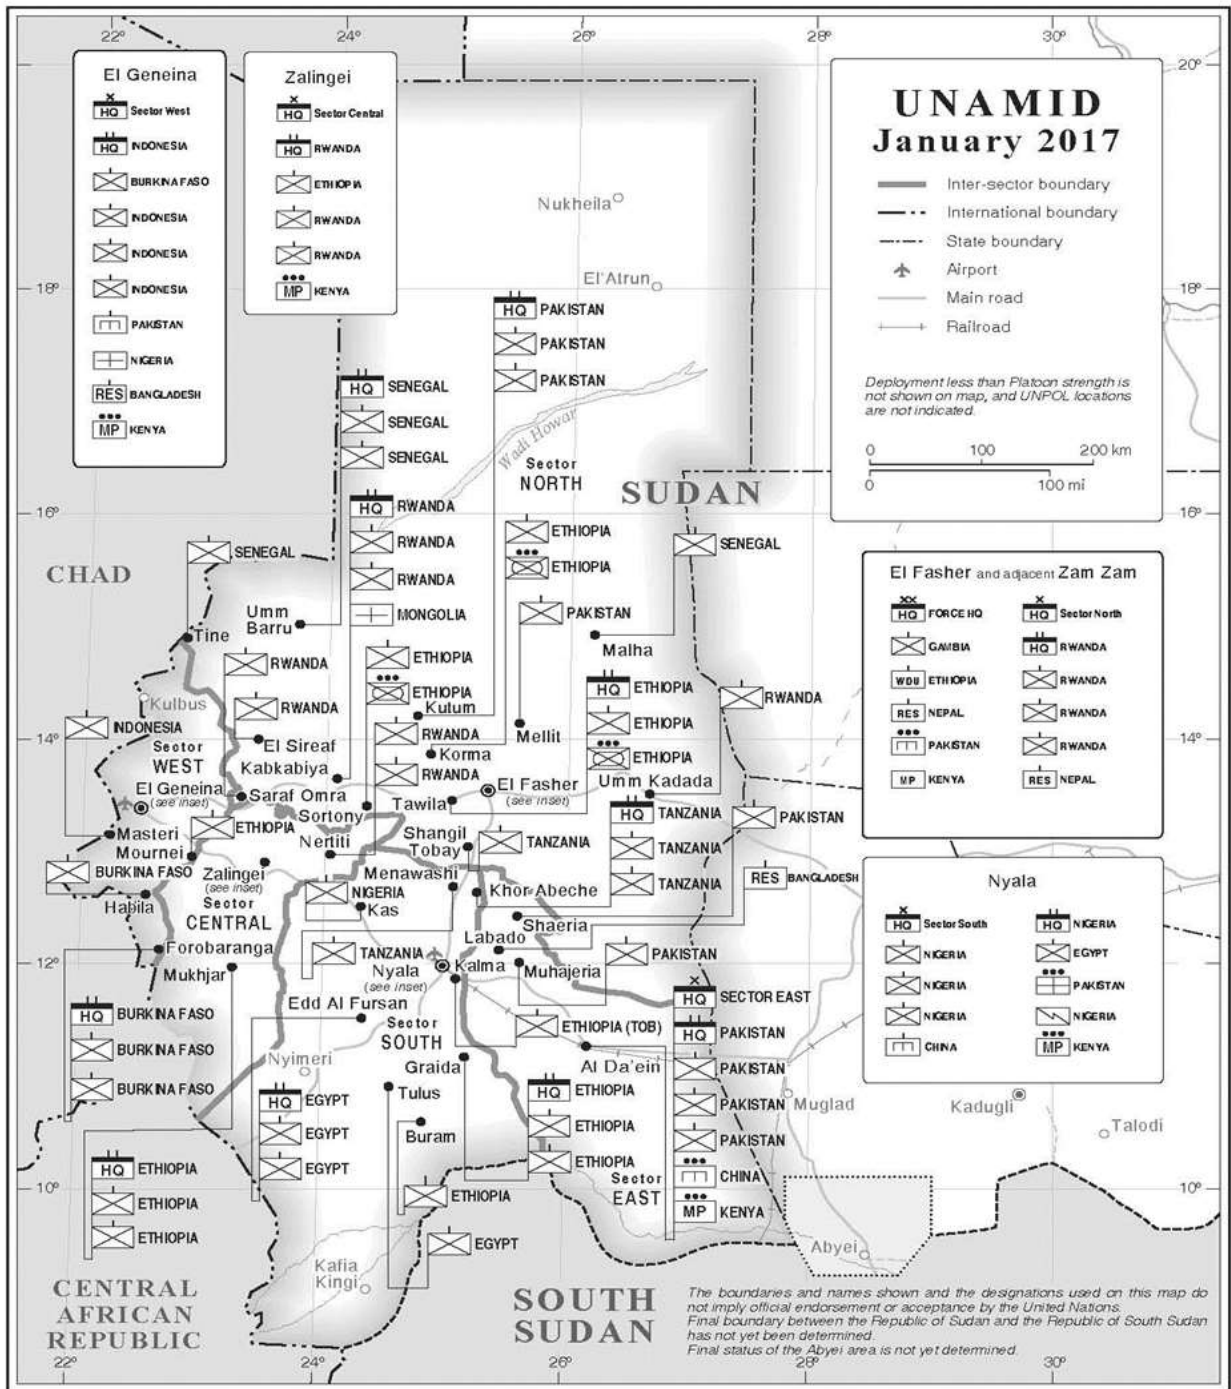 22°
24°
26°
28°
30°
20°
20°
18°
18°
16°
16°
14°
14°
12°
12°
10°
10°
22°
24°
26°
28°
30°
El Geneina
HQ Sector West
HQ INDONESIA
BURKINA FASO
INDONESIA
INDONESIA
INDONESIA
PAKISTAN
NIGERIA
RES BANGLADESH
MP KENYA
Zalingei
HQ Sector Central
HQ RWANDA
ETHIOPIA
RWANDA
RWANDA
MP KENYA
UNAMID
January 2017
Inter-sector boundary
International boundary
State boundary
Airport
Main road
Railroad
Deployment less than Platoon strength is
not shown on map, and UNPOL locations
are not indicated.
0 100 200 km
0 100 mi
El Fasher and adjacent Zam Zam
HQ FORCE HQ
GAMBIA
WDU ETHIOPIA
RES NEPAL
PAKISTAN
MP KENYA
HQ Sector North
HQ RWANDA
RWANDA
RWANDA
RWANDA
RES NEPAL
Nyala
HQ Sector South
NIGERIA
NIGERIA
NIGERIA
CHINA
HQ NIGERIA
EGYPT
PAKISTAN
NIGERIA
MP KENYA
Nukheila
El'Atrun
HQ PAKISTAN
PAKISTAN
PAKISTAN
HQ SENEGAL
SENEGAL
SENEGAL
Wadi Howar
Sector
NORTH
SUDAN
HQ RWANDA
RWANDA
RWANDA
MONGOLIA
ETHIOPIA
ETHIOPIA
PAKISTAN
SENEGAL
SENEGAL
CHAD
Umm
Barru
Tine
Malha
RWANDA
RWANDA
ETHIOPIA
ETHIOPIA
Kutum
RWANDA
RWANDA
HQ ETHIOPIA
ETHIOPIA
ETHIOPIA
RWANDA
Kulbus
INDONESIA
Sector
WEST
El Sireaf
Korma
Mellit
Kabkabiya
El Geneina
(see inset)
Saraf Omra
Sortony
Tawila
El Fasher
(see inset)
Umm Kadada
HQ TANZANIA
TANZANIA
TANZANIA
PAKISTAN
Masteri
Mournei
ETHIOPIA
Nertiti
Shangil
Tobay
TANZANIA
BURKINA FASO
Zalingei
(see inset)
Menawashi
RES BANGLADESH
Habila
Sector
CENTRAL
NIGERIA
Kas
Khor Abeche
Shaeria
Labado
Forobaranga
Mukhjar
TANZANIA
Nyala
(see inset)
Kalma
Muhajeria
PAKISTAN
HQ SECTOR EAST
HQ PAKISTAN
PAKISTAN
PAKISTAN
PAKISTAN
CHINA
MP KENYA
HQ BURKINA FASO
BURKINA FASO
BURKINA FASO
Edd Al Fursan
Sector
SOUTH
ETHIOPIA (TOB)
Al Da'ein
Nyimeri
Graida
Tulus
Buram
HQ EGYPT
EGYPT
EGYPT
HQ ETHIOPIA
ETHIOPIA
ETHIOPIA
Sector
EAST
Muglad
Kadugli
Talodi
HQ ETHIOPIA
ETHIOPIA
ETHIOPIA
ETHIOPIA
EGYPT
Abyei
Kafia
Kingi
CENTRAL
AFRICAN
REPUBLIC
SOUTH
SUDAN
The boundaries and names shown and the designations used on this map do
not imply official endorsement or acceptance by the United Nations.
Final boundary between the Republic of Sudan and the Republic of South Sudan
has not yet been determined.
Final status of the Abyei area is not yet determined.